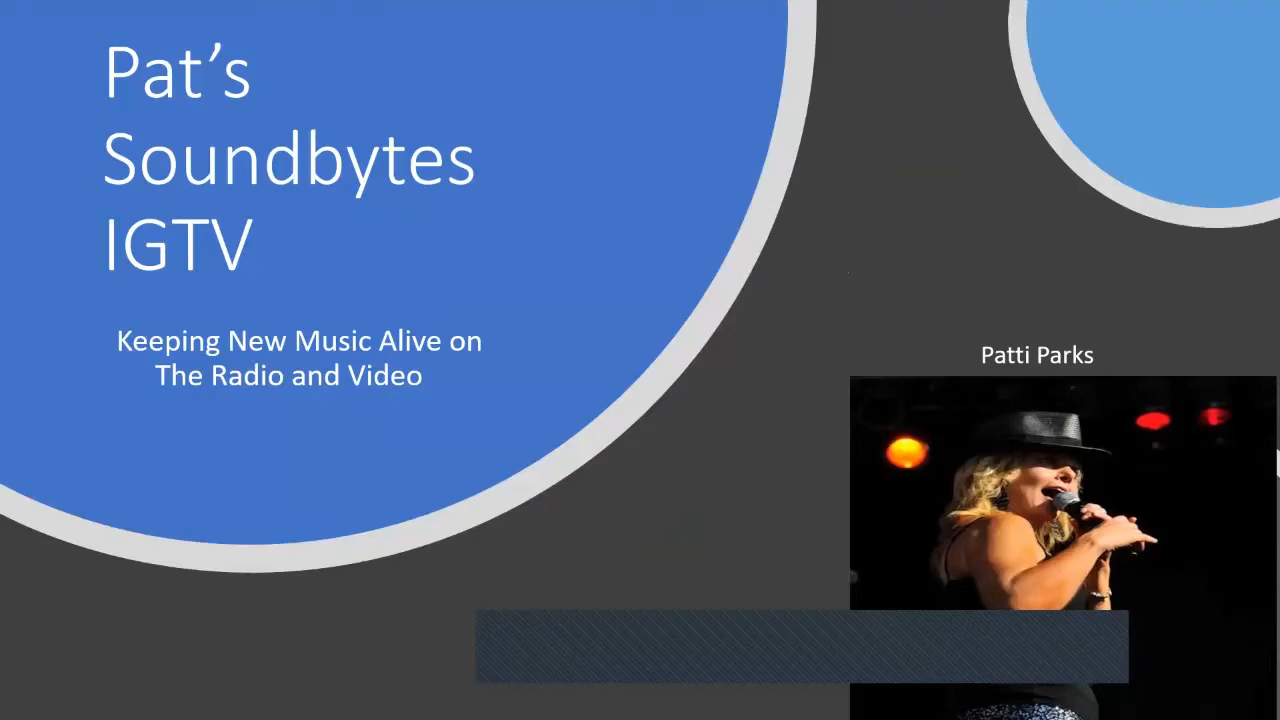 Pat’s
Soundbytes
IGTV
Keeping New Music Alive on
The Radio and Video
Patti Parks